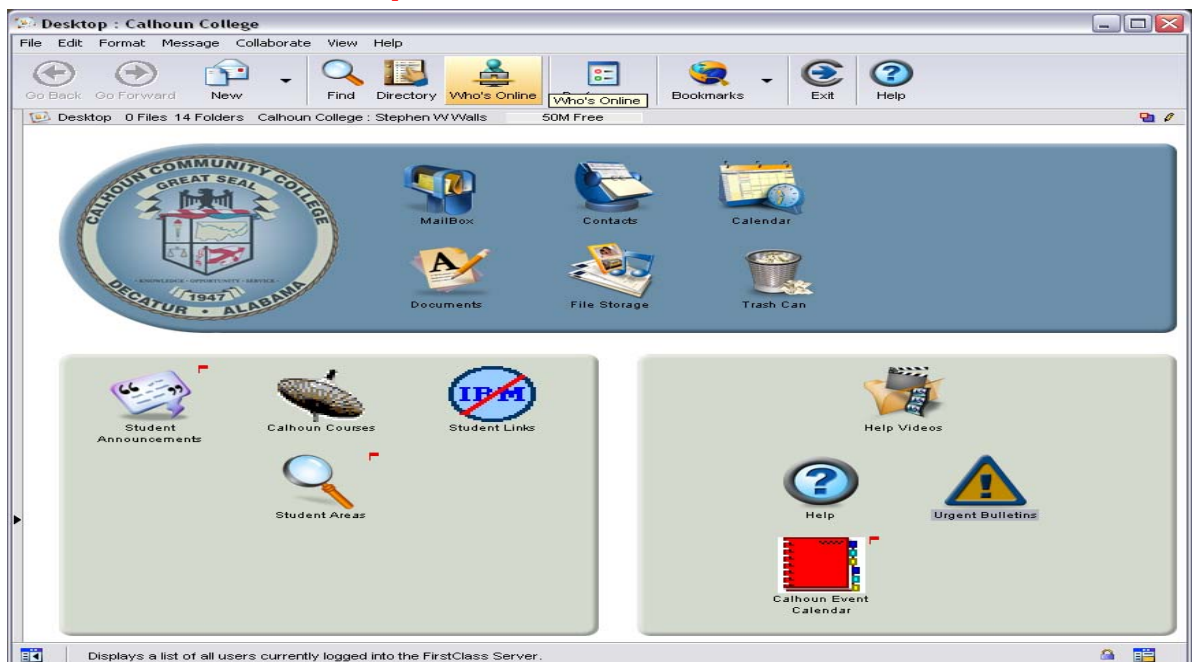 Desktop : Calhoun College
File Edit Format Message Collaborate View Help
Go Back Go Forward New Find Directory Who's Online Bookmarks Exit Help
Who's Online
Desktop 0 Files 14 Folders Calhoun College : Stephen W Walls 50M Free
CALHOUN COMMUNITY COLLEGE
GREAT SEAL
KNOWLEDGE · OPPORTUNITY · SERVICE
1947
DECATUR · ALABAMA
MailBox Contacts Calendar
Documents File Storage Trash Can
IBM
Student Announcements Calhoun Courses Student Links
Student Areas
Help Videos
Help Urgent Bulletins
Calhoun Event
Calendar
Displays a list of all users currently logged into the FirstClass Server.